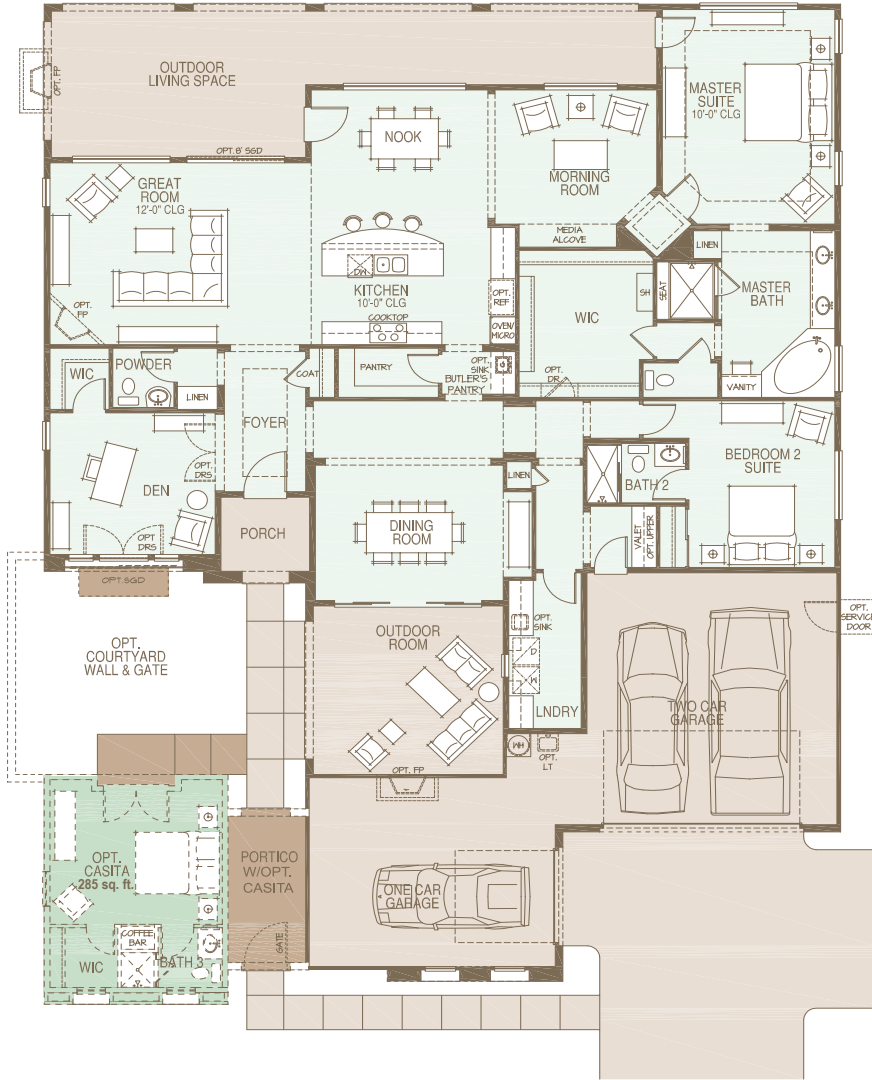 OUTDOOR
LIVING SPACE
OPT. FP
OPT. 8' SGD
MASTER
SUITE
10'-0" CLG
NOOK
GREAT
ROOM
12'-0" CLG
MORNING
ROOM
MEDIA
ALCOVE
LINEN
DW
KITCHEN
10'-0" CLG
COOKTOP
OPT.
REF
OVEN/
MICRO
OPT.
FP
WIC
SH
SEAT
MASTER
BATH
VANITY
OPT.
DR.
WIC
POWDER
LINEN
COAT
PANTRY
OPT.
SINK
BUTLER'S
PANTRY
FOYER
DEN
OPT.
DRS
OPT
DRS
OPT.SGD
PORCH
DINING
ROOM
LINEN
BATH 2
BEDROOM 2
SUITE
VALET
OPT. UPPER
OPT.
SERVICE
DOOR
OPT.
COURTYARD
WALL & GATE
OUTDOOR
ROOM
OPT. FP
OPT.
SINK
D
W
LNDRY
WH
OPT.
LT
TWO CAR
GARAGE
ONE CAR
GARAGE
OPT.
CASITA
285 sq. ft.
COFFEE
BAR
WIC
BATH 3
PORTICO
W/OPT.
CASITA
GATE